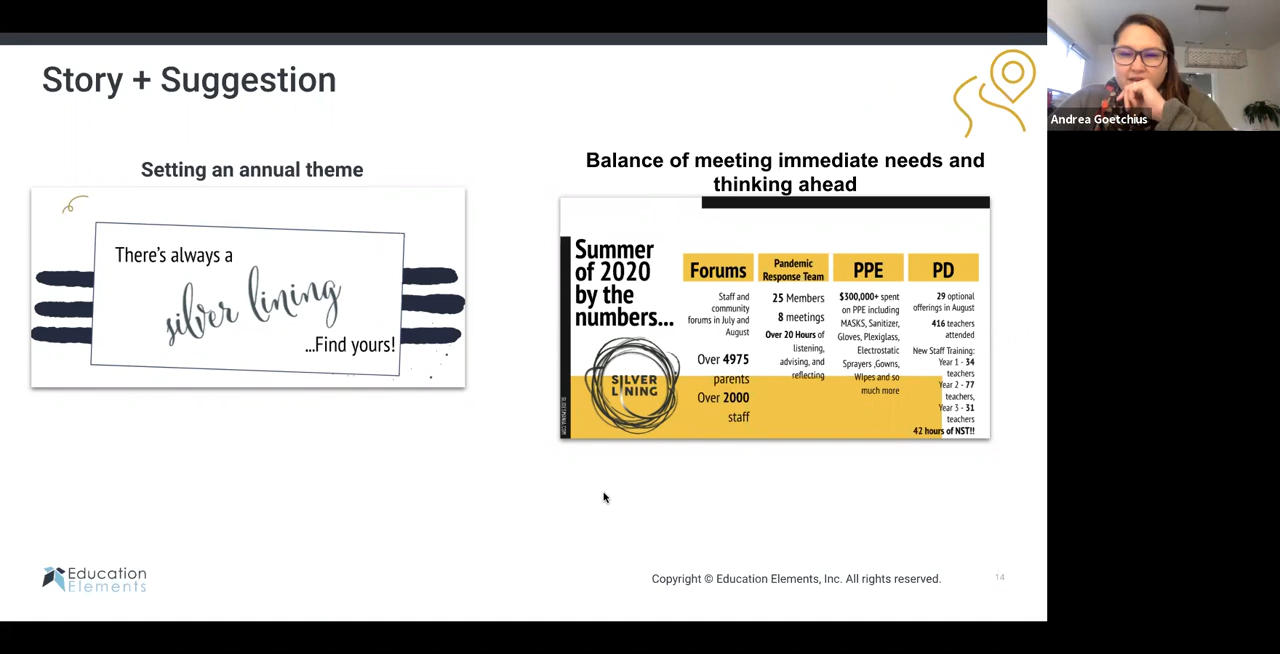 Story + Suggestion
Andrea Goetchius
Setting an annual theme
There's always a
silver lining
...Find yours!
Balance of meeting immediate needs and
thinking ahead
Summer
of 2020
by the
numbers...
SILVER
LINING
SLIDESMANIA.COM
Forums
Staff and
community
forums in July and
August
Over 4975
parents
Over 2000
staff
Pandemic
Response Team
25 Members
8 meetings
Over 20 Hours of
listening,
advising, and
reflecting
PPE
$300,000+ spent
on PPE including
MASKS, Sanitizer,
Gloves, Plexiglass,
Electrostatic
Sprayers ,Gowns,
WIpes and so
much more
PD
29 optional
offerings in August
416 teachers
attended
New Staff Training:
Year 1 - 34
teachers
Year 2 - 77
teachers,
Year 3 - 31
teachers
42 hours of NST!!
Education
Elements
Copyright © Education Elements, Inc. All rights reserved.
14